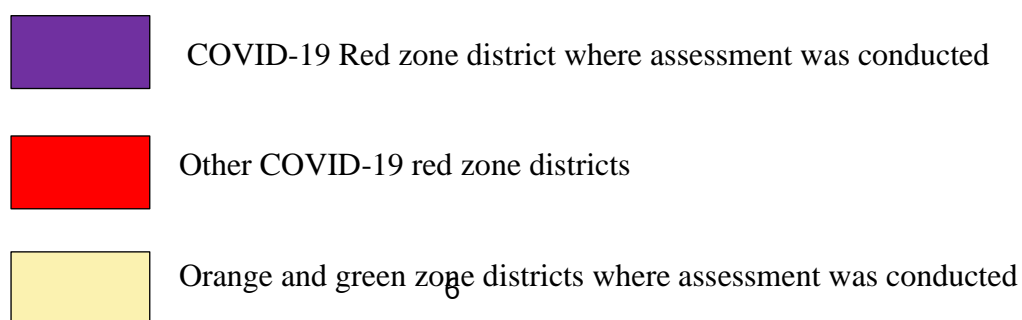 COVID-19 Red zone district where assessment was conducted
Other COVID-19 red zone districts
Orange and green zone districts where assessment was conducted
6